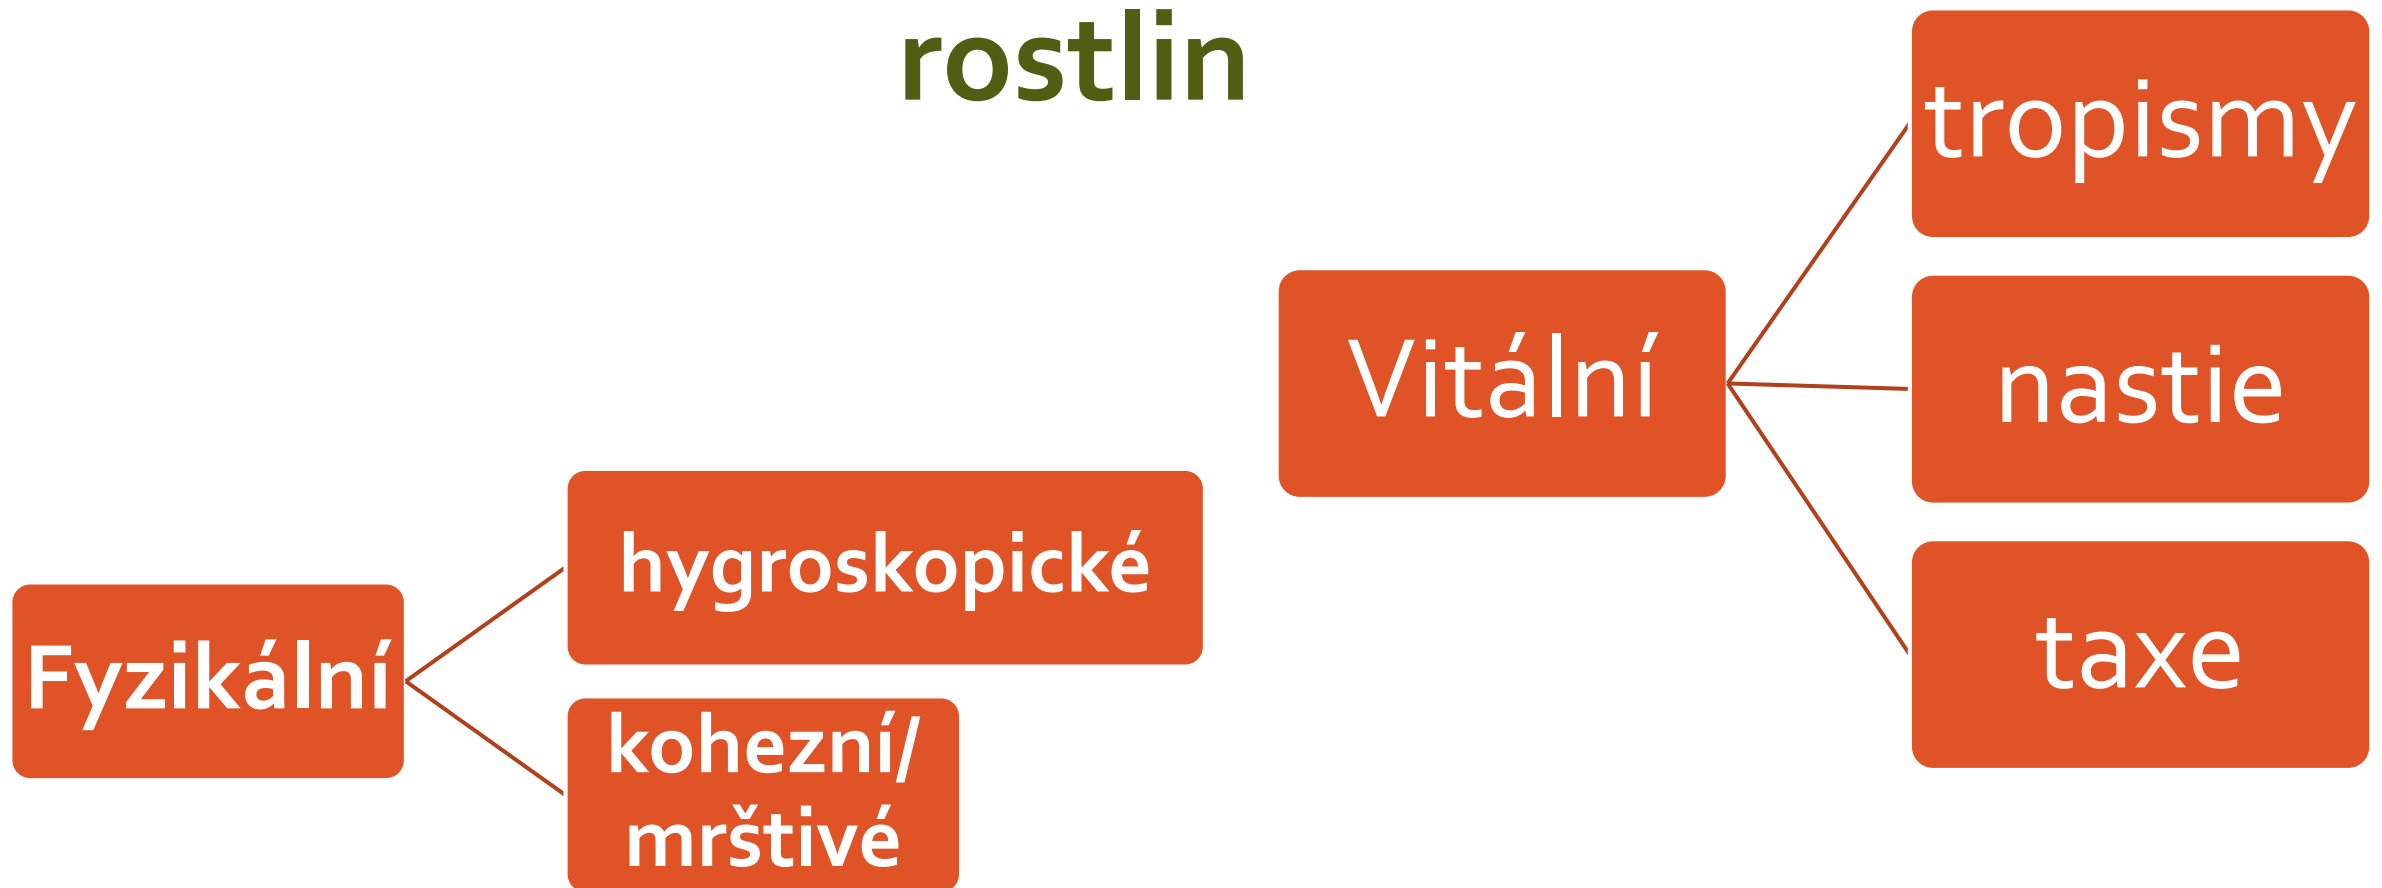 rostlin
Fyzikální
hygroskopické
kohezní/
mrštivé
Vitální
tropismy
nastie
taxe